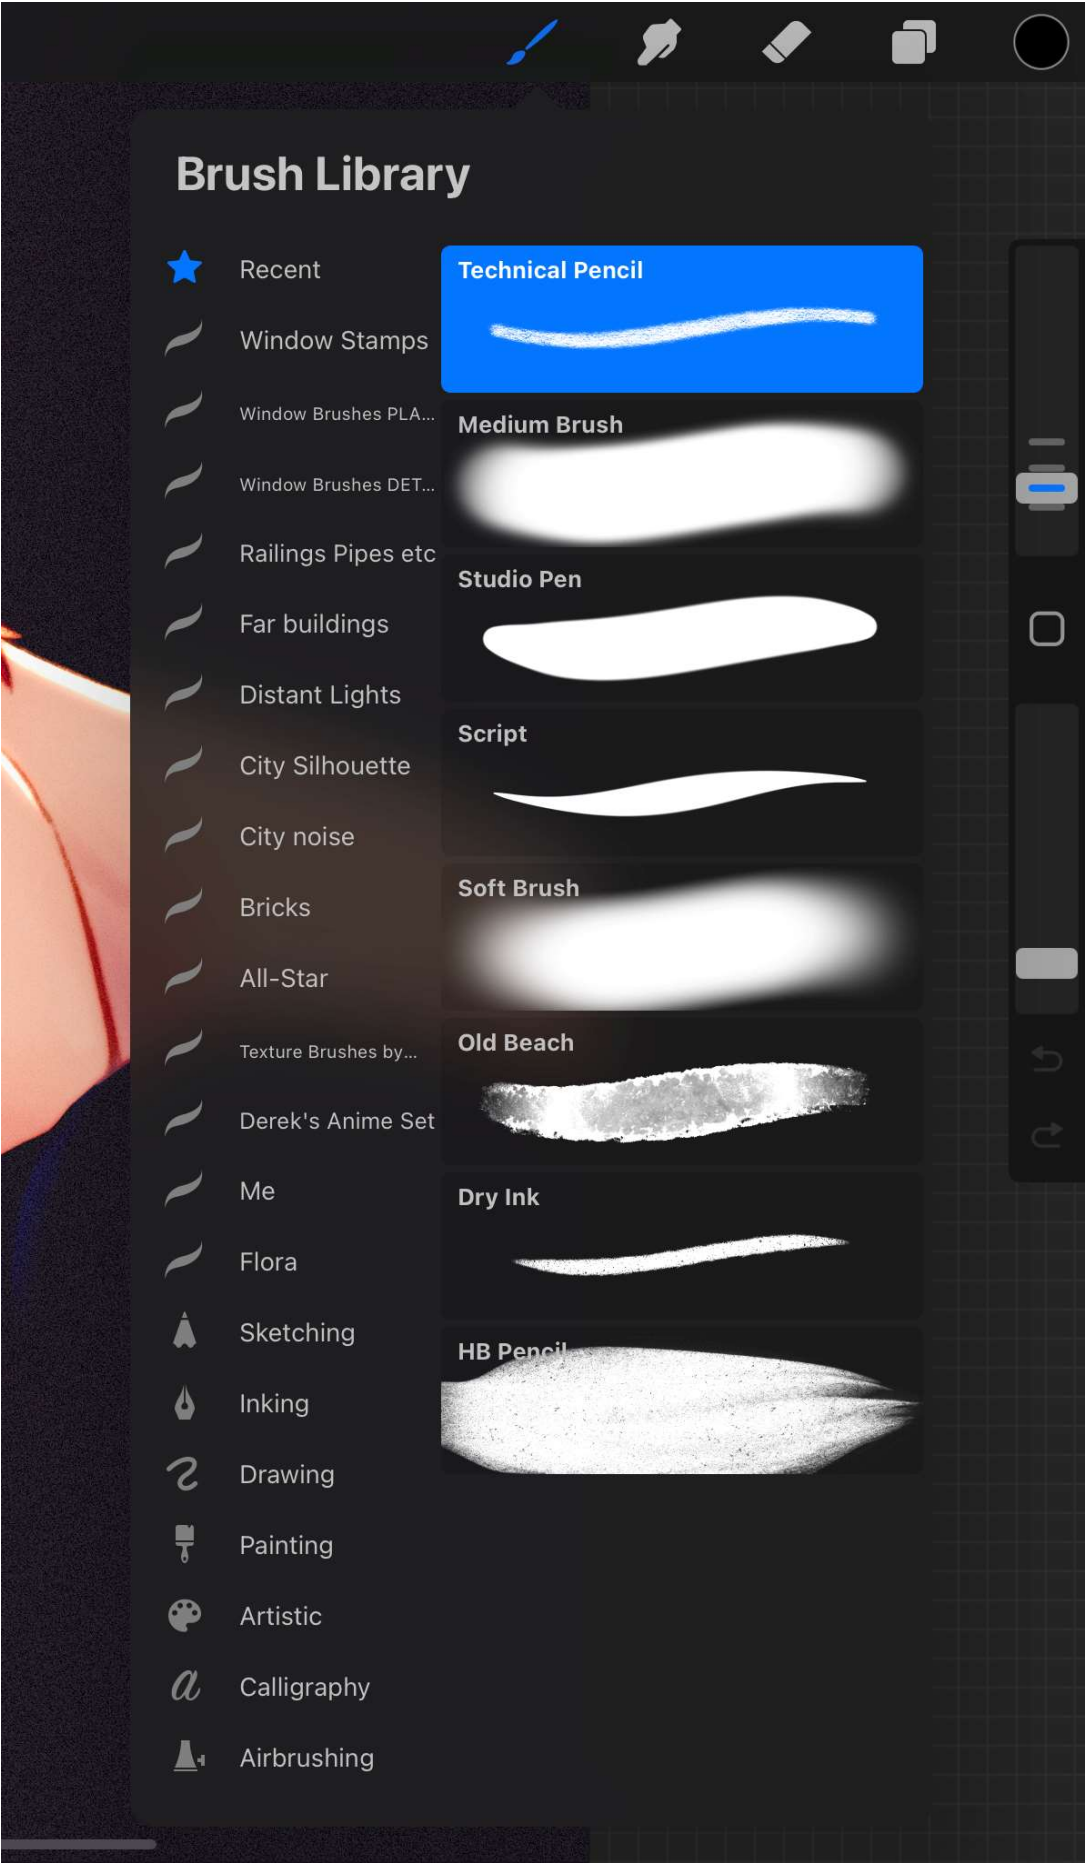 Brush Library
Recent
Window Stamps
Window Brushes PLA...
Window Brushes DET...
Railings Pipes etc
Far buildings
Distant Lights
City Silhouette
City noise
Bricks
All-Star
Texture Brushes by...
Derek's Anime Set
Me
Flora
Sketching
Inking
Drawing
Painting
Artistic
Calligraphy
Airbrushing
Technical Pencil
Medium Brush
Studio Pen
Script
Soft Brush
Old Beach
Dry Ink
HB Pencil